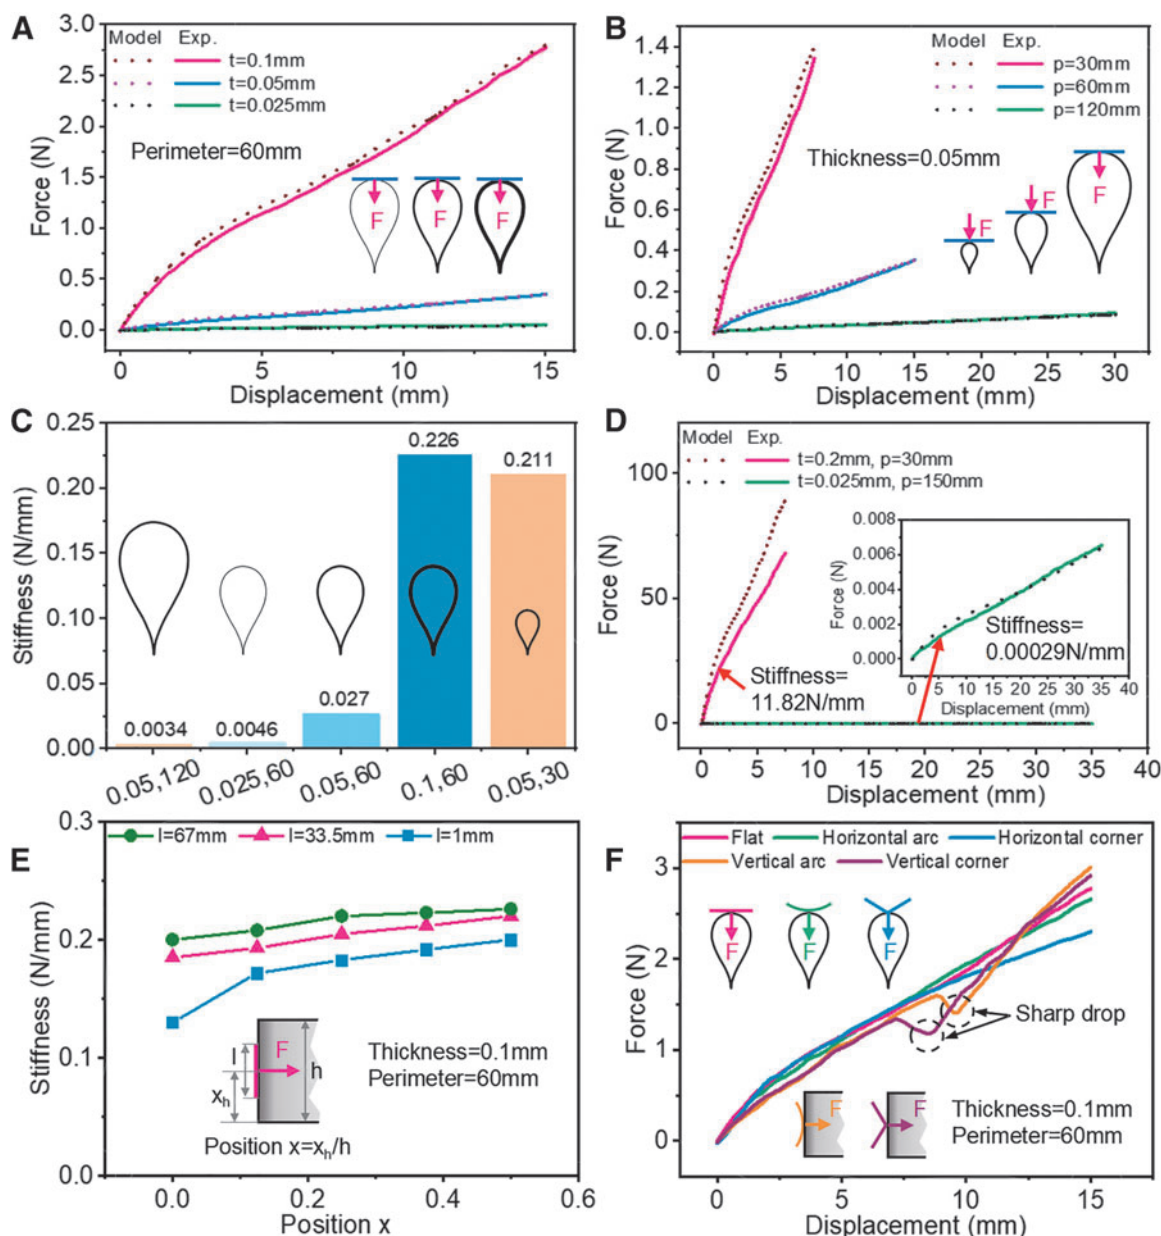 A
3.0
2.5
2.0
1.5
1.0
0.5
0.0
Force (N)
Model Exp.
t=0.1mm
t=0.05mm
t=0.025mm
Perimeter=60mm
F F F
0 5 10 15
Displacement (mm)
B
1.4
1.2
1.0
0.8
0.6
0.4
0.2
0.0
Force (N)
Model Exp.
p=30mm
p=60mm
p=120mm
Thickness=0.05mm
F F F
0 5 10 15 20 25 30
Displacement (mm)
C
0.25
0.20
0.15
0.10
0.05
0.00
Stiffness (N/mm)
0.0034 0.0046 0.027 0.226 0.211
0.05,120 0.025,60 0.05,60 0.1,60 0.05,30
D
100
50
0
Force (N)
Model Exp.
t=0.2mm, p=30mm
t=0.025mm, p=150mm
Stiffness=
11.82N/mm
0.008
0.006
0.004
0.002
0.000
Force (N)
Stiffness=
0.00029N/mm
0 5 10 15 20 25 30 35 40
Displacement (mm)
0 5 10 15 20 25 30 35 40
Displacement (mm)
E
0.3
0.2
0.1
0.0
Stiffness (N/mm)
l=67mm l=33.5mm l=1mm
l F h
xh
Position x=xh/h
Thickness=0.1mm
Perimeter=60mm
0.0 0.2 0.4 0.6
Position x
F
3
2
1
0
Force (N)
Flat Horizontal arc Horizontal corner
Vertical arc Vertical corner
F F F
Sharp drop
F F
Thickness=0.1mm
Perimeter=60mm
0 5 10 15
Displacement (mm)